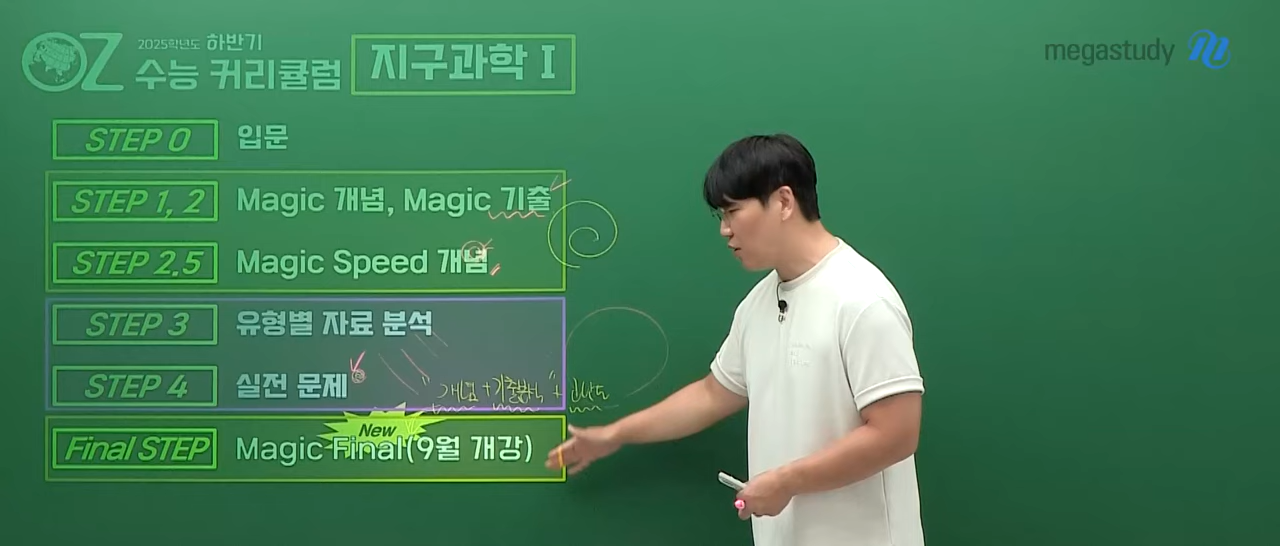 OZ 2025학년도 하반기
수능 커리큘럼
지구과학 I
megastudy
STEP 0 입문
STEP 1, 2 Magic 개념, Magic 기출
STEP 2.5 Magic Speed 개념
STEP 3 유형별 자료 분석
STEP 4 실전 문제
"개념 + 기출분석" + 고난도
New
Final STEP Magic Final(9월 개강)